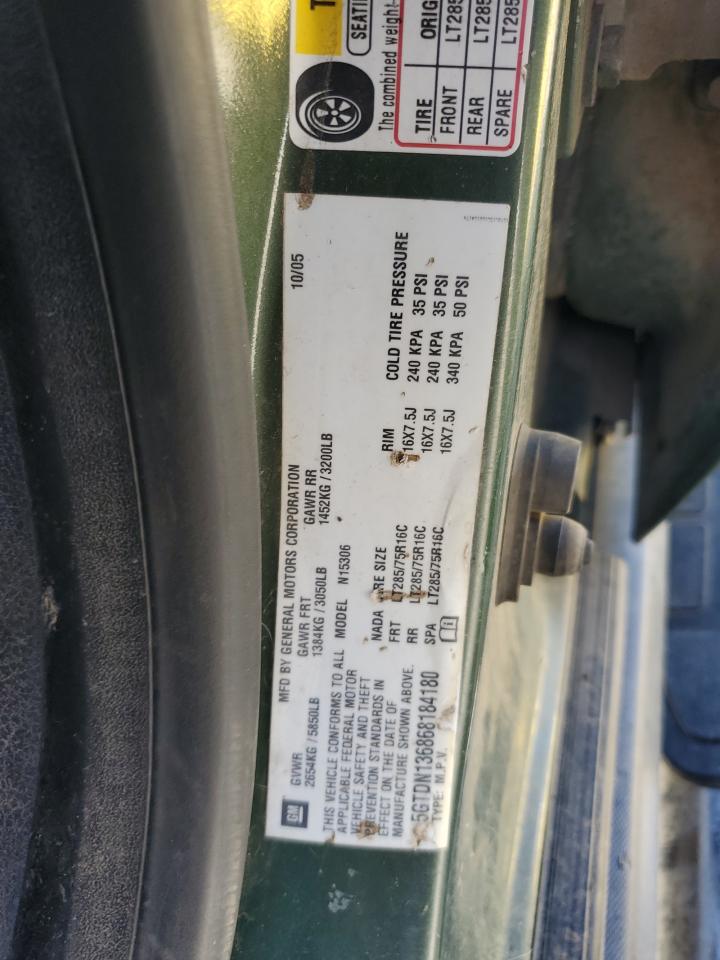 GM
MFD BY GENERAL MOTORS CORPORATION 10/05
GVWR GAWR FRT GAWR RR
2654KG / 5850LB 1384KG / 3050LB 1452KG / 3200LB
THIS VEHICLE CONFORMS TO ALL
APPLICABLE FEDERAL MOTOR
VEHICLE SAFETY AND THEFT
PREVENTION STANDARDS IN
EFFECT ON THE DATE OF
MANUFACTURE SHOWN ABOVE.
5GTDN136868184180
TYPE: M.P.V.
MODEL N15306
NADA SIZE RIM COLD TIRE PRESSURE
FRT LT285/75R16C 16X7.5J 240 KPA 35 PSI
RR LT285/75R16C 16X7.5J 240 KPA 35 PSI
SPA LT285/75R16C 16X7.5J 340 KPA 50 PSI
T
SEATI
The combined weight
TIRE ORIG
FRONT LT285
REAR LT285
SPARE LT285